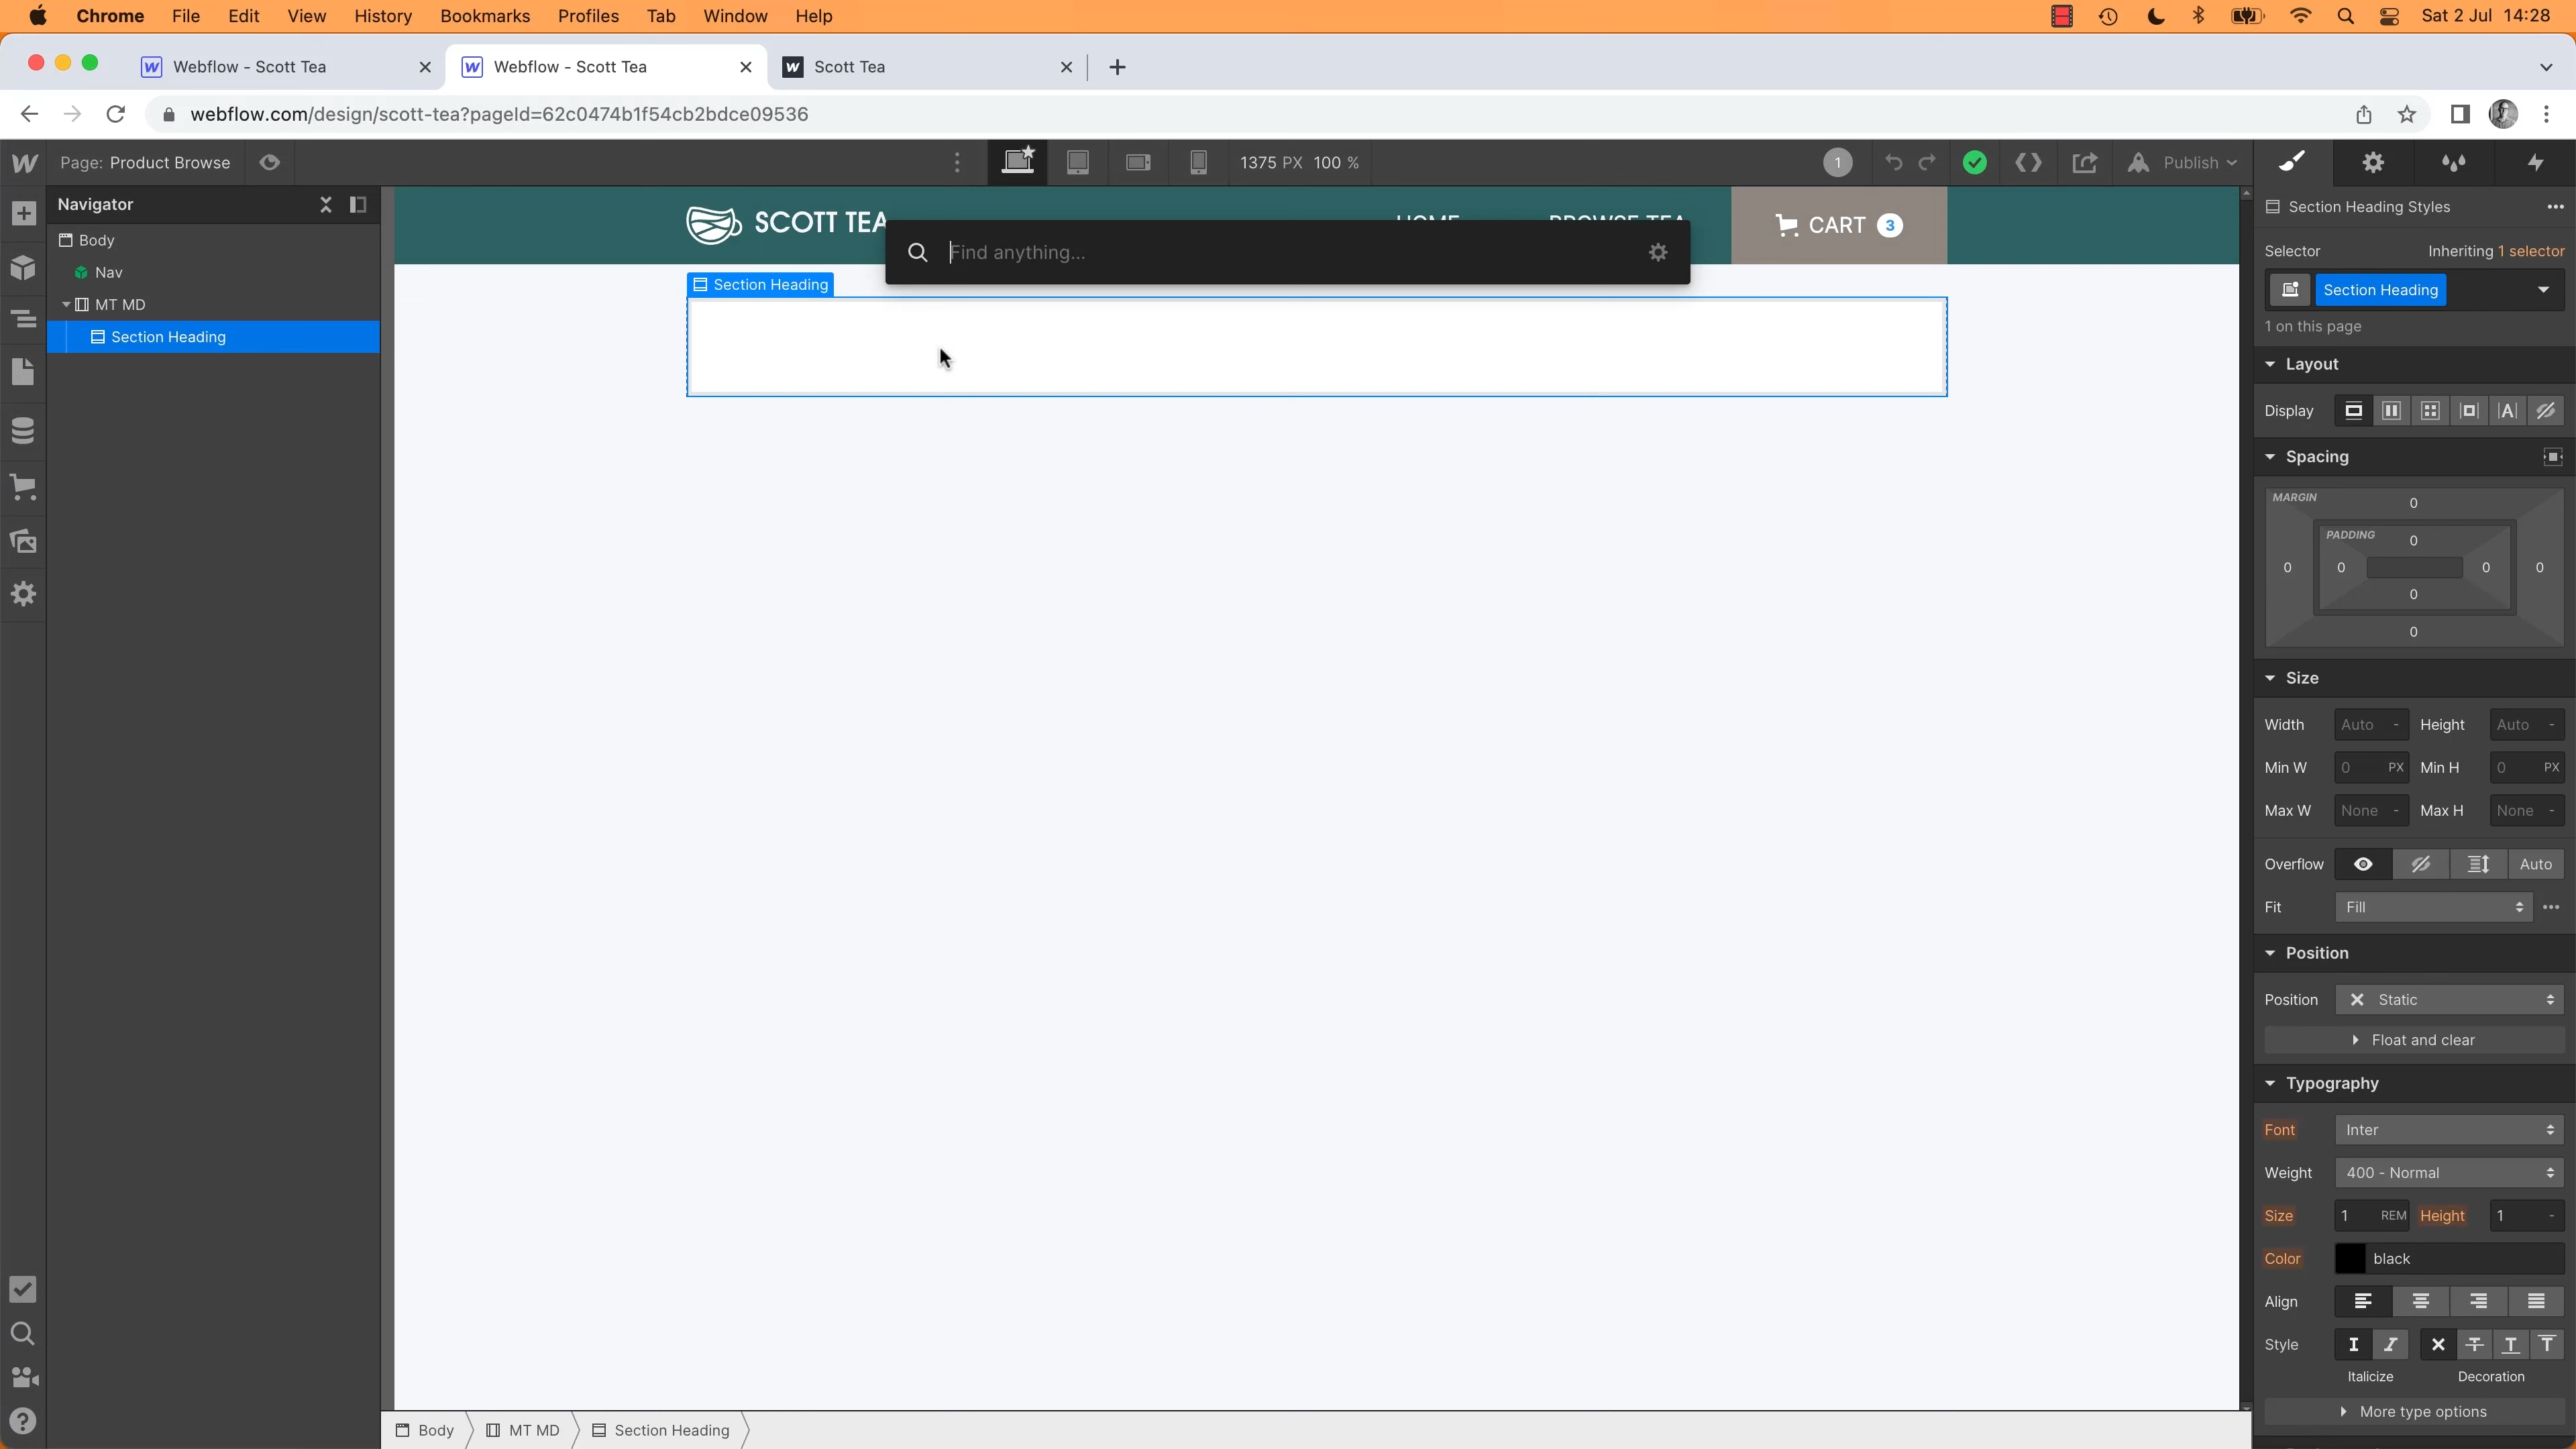 Chrome File Edit View History Bookmarks Profiles Tab Window Help Sat 2 Jul 14:28
Webflow - Scott Tea Webflow - Scott Tea Scott Tea
webflow.com/design/scott-tea?pageId=62c0474b1f54cb2bdce09536
Page: Product Browse 1375 PX 100 % 1 Publish
Navigator
Body
Nav
MT MD
Section Heading
SCOTT TEA HOME BROWSE TEA CART 3
Find anything...
Section Heading
Section Heading Styles
Selector Inheriting 1 selector
Section Heading
1 on this page
Layout
Display
Spacing
MARGIN 0
PADDING 0
0 0 0 0
0
0
Size
Width Auto - Height Auto -
Min W 0 PX Min H 0 PX
Max W None - Max H None -
Overflow Auto
Fit Fill
Position
Position Static
Float and clear
Typography
Font Inter
Weight 400 - Normal
Size 1 REM Height 1 -
Color black
Align
Style
Italicize Decoration
More type options
Body MT MD Section Heading